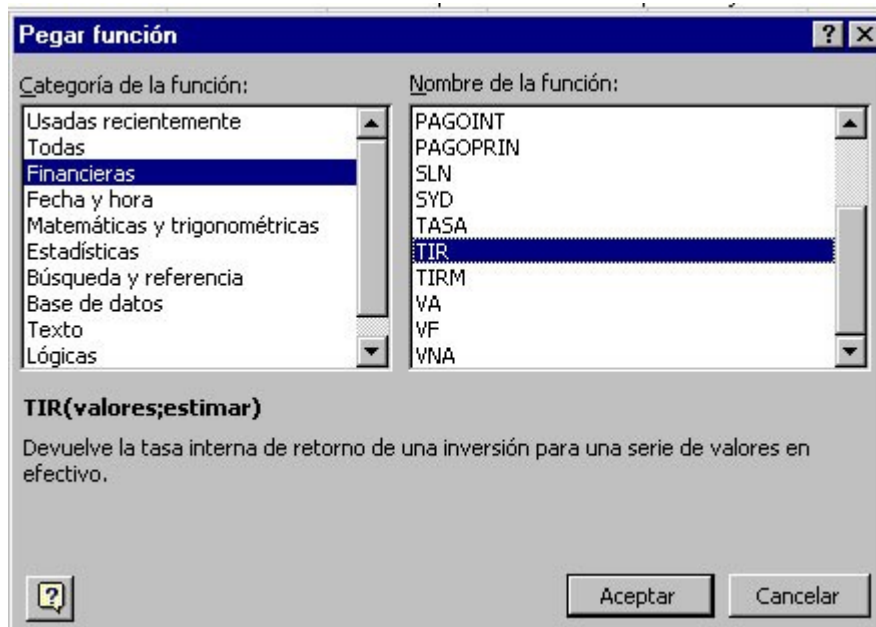 Pegar función
Categoría de la función:
Usadas recientemente
Todas
Financieras
Fecha y hora
Matemáticas y trigonométricas
Estadísticas
Búsqueda y referencia
Base de datos
Texto
Lógicas
Nombre de la función:
PAGOINT
PAGOPRIN
SLN
SYD
TASA
TIR
TIRM
VA
VF
VNA
TIR(valores;estimar)
Devuelve la tasa interna de retorno de una inversión para una serie de valores en
efectivo.
Aceptar
Cancelar